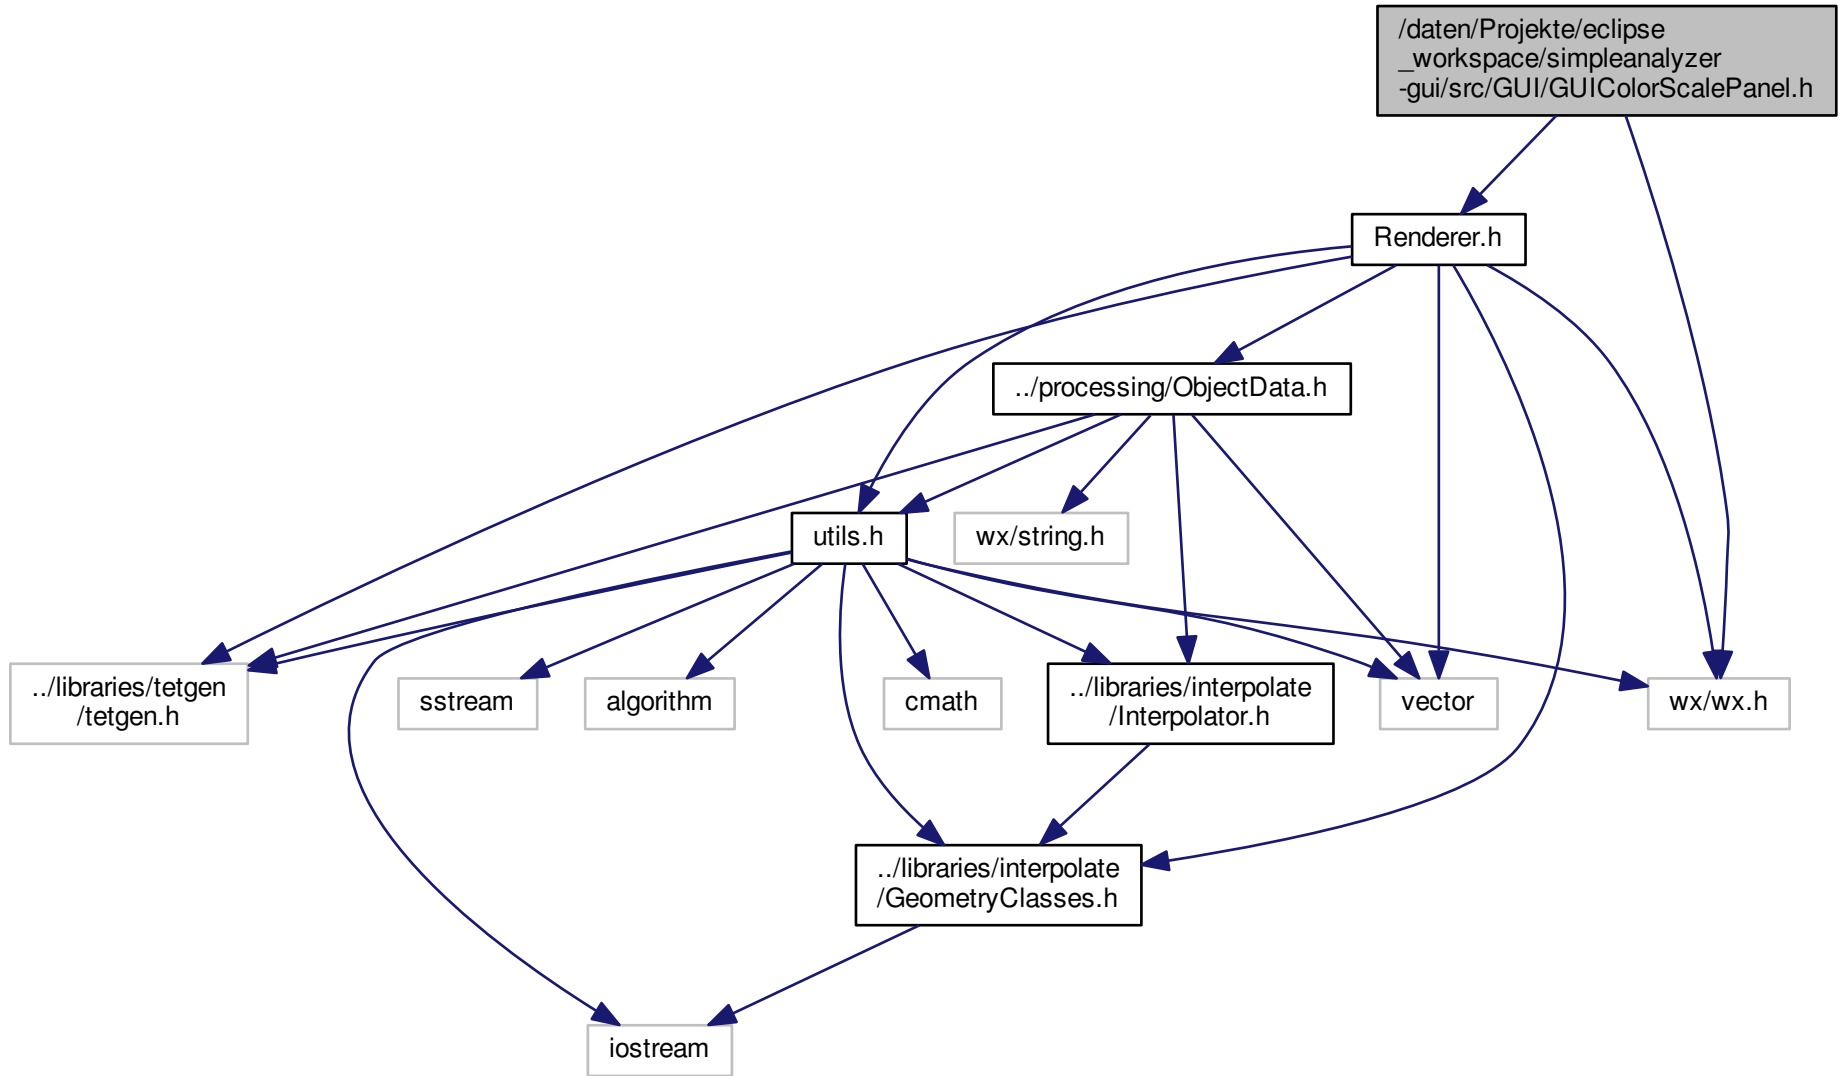 /daten/Projekte/eclipse
_workspace/simpleanalyzer
-gui/src/GUI/GUIColorScalePanel.h
Renderer.h
../processing/ObjectData.h
utils.h
wx/string.h
../libraries/tetgen
/tetgen.h
sstream
algorithm
cmath
../libraries/interpolate
/Interpolator.h
vector
wx/wx.h
../libraries/interpolate
/GeometryClasses.h
iostream